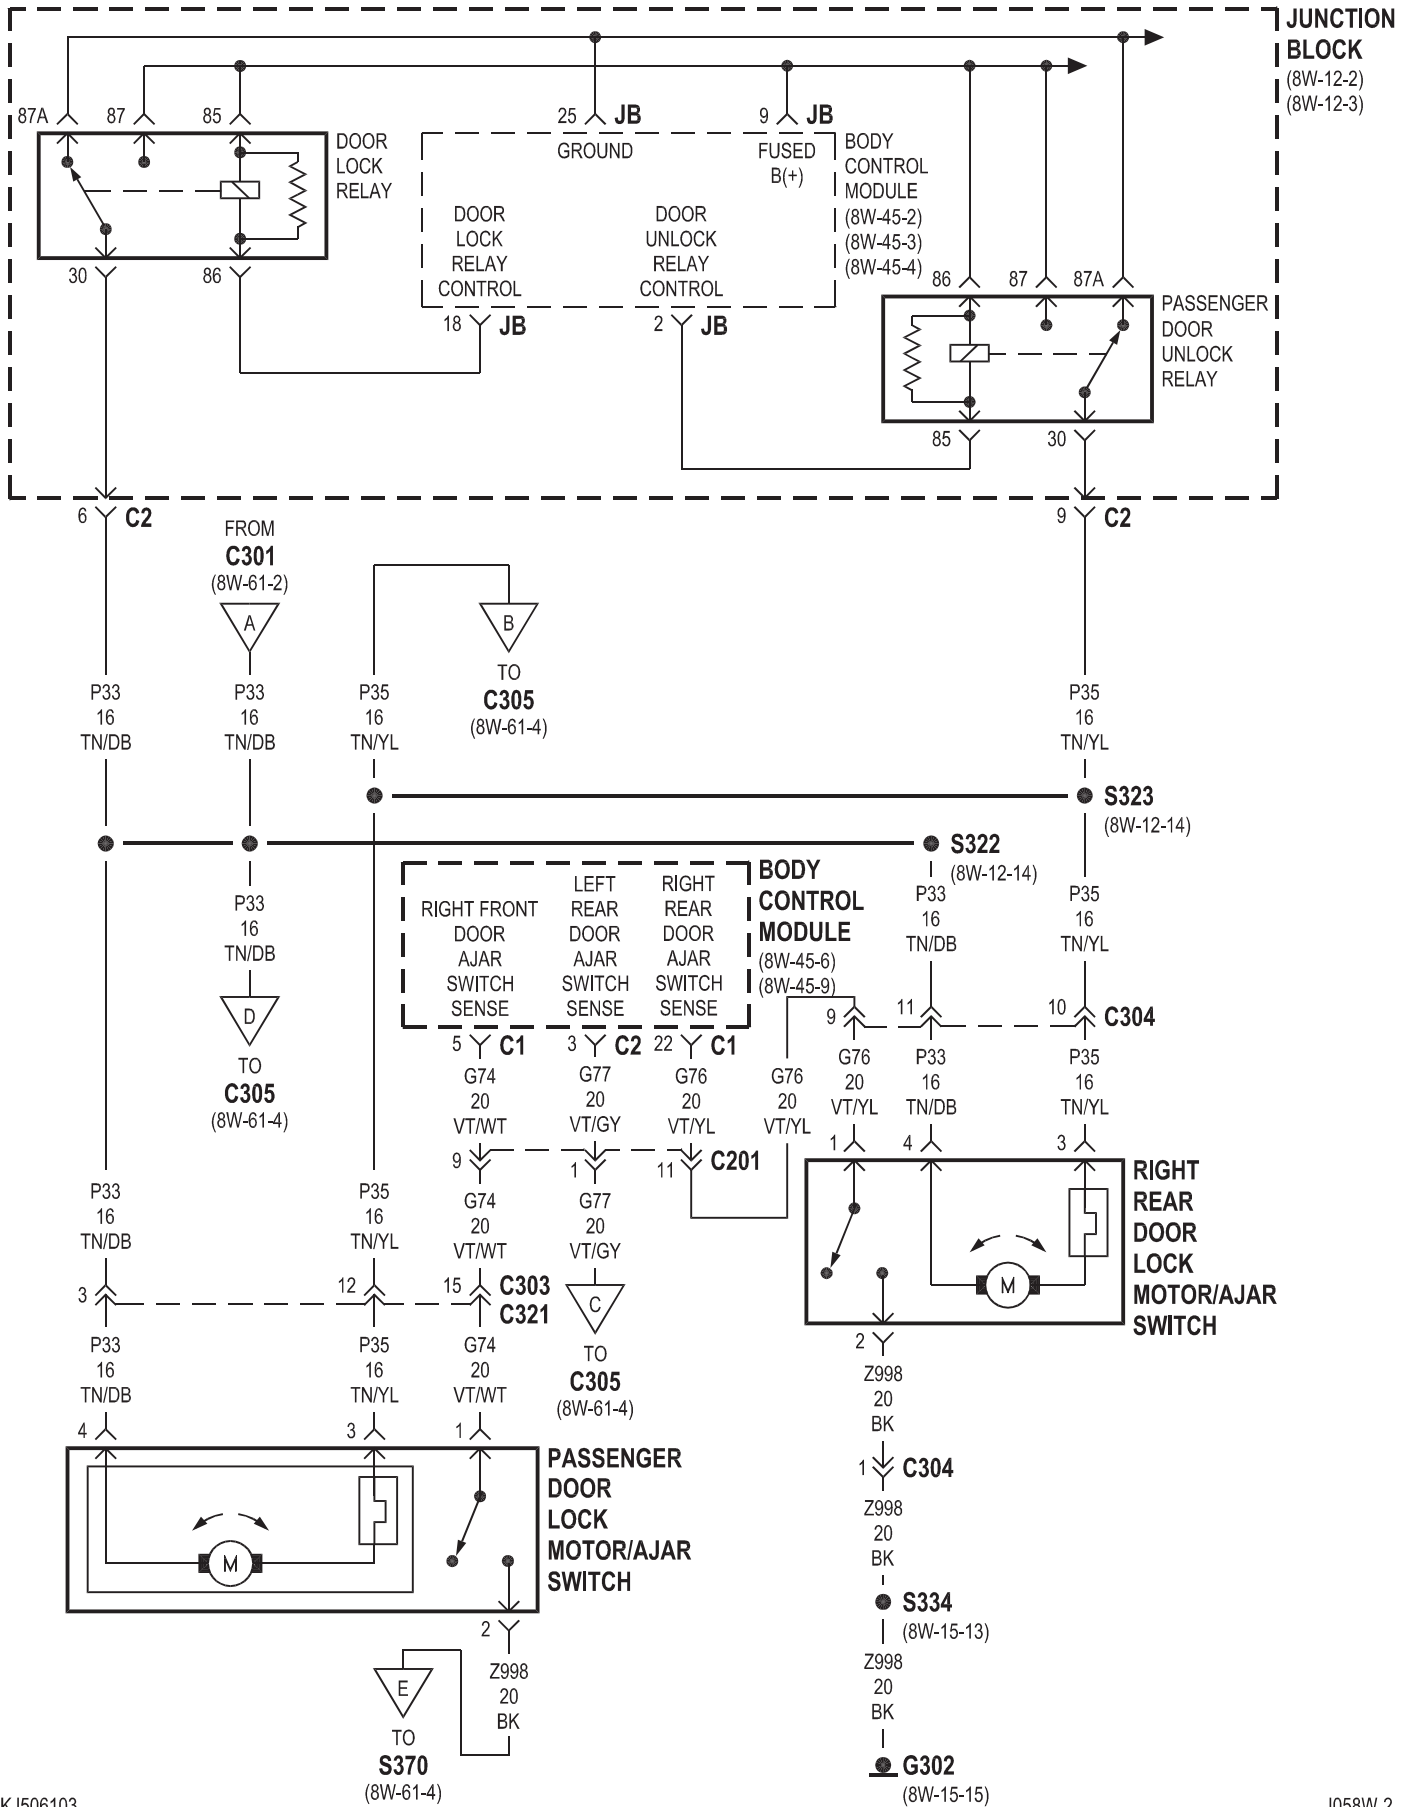 JUNCTION
BLOCK
(8W-12-2)
(8W-12-3)
87A
87
85
25
JB
9
JB
DOOR
LOCK
RELAY
GROUND
FUSED
B(+)
BODY
CONTROL
MODULE
(8W-45-2)
(8W-45-3)
(8W-45-4)
DOOR
LOCK
RELAY
CONTROL
DOOR
UNLOCK
RELAY
CONTROL
30
86
18
JB
2
JB
86
87
87A
PASSENGER
DOOR
UNLOCK
RELAY
85
30
6
C2
9
C2
FROM
C301
(8W-61-2)
A
B
TO
C305
(8W-61-4)
P33
16
TN/DB
P33
16
TN/DB
P35
16
TN/YL
P35
16
TN/YL
S323
(8W-12-14)
S322
(8W-12-14)
P33
16
TN/DB
D
TO
C305
(8W-61-4)
RIGHT FRONT
DOOR
AJAR
SWITCH
SENSE
LEFT
REAR
DOOR
AJAR
SWITCH
SENSE
RIGHT
REAR
DOOR
AJAR
SWITCH
SENSE
BODY
CONTROL
MODULE
(8W-45-6)
(8W-45-9)
P33
16
TN/DB
P35
16
TN/YL
9
11
10
C304
5
C1
3
C2
22
C1
G74
20
VT/WT
G77
20
VT/GY
G76
20
VT/YL
G76
20
VT/YL
G76
20
VT/YL
P33
16
TN/DB
P35
16
TN/YL
9
1
11
C201
1
4
3
RIGHT
REAR
DOOR
LOCK
MOTOR/AJAR
SWITCH
M
P33
16
TN/DB
P35
16
TN/YL
G74
20
VT/WT
G77
20
VT/GY
3
12
15
C303
C321
C
TO
C305
(8W-61-4)
P33
16
TN/DB
P35
16
TN/YL
G74
20
VT/WT
2
Z998
20
BK
4
3
1
PASSENGER
DOOR
LOCK
MOTOR/AJAR
SWITCH
M
1
C304
Z998
20
BK
S334
(8W-15-13)
2
Z998
20
BK
E
TO
S370
(8W-61-4)
Z998
20
BK
G302
(8W-15-15)
KJ506103
J058W-2